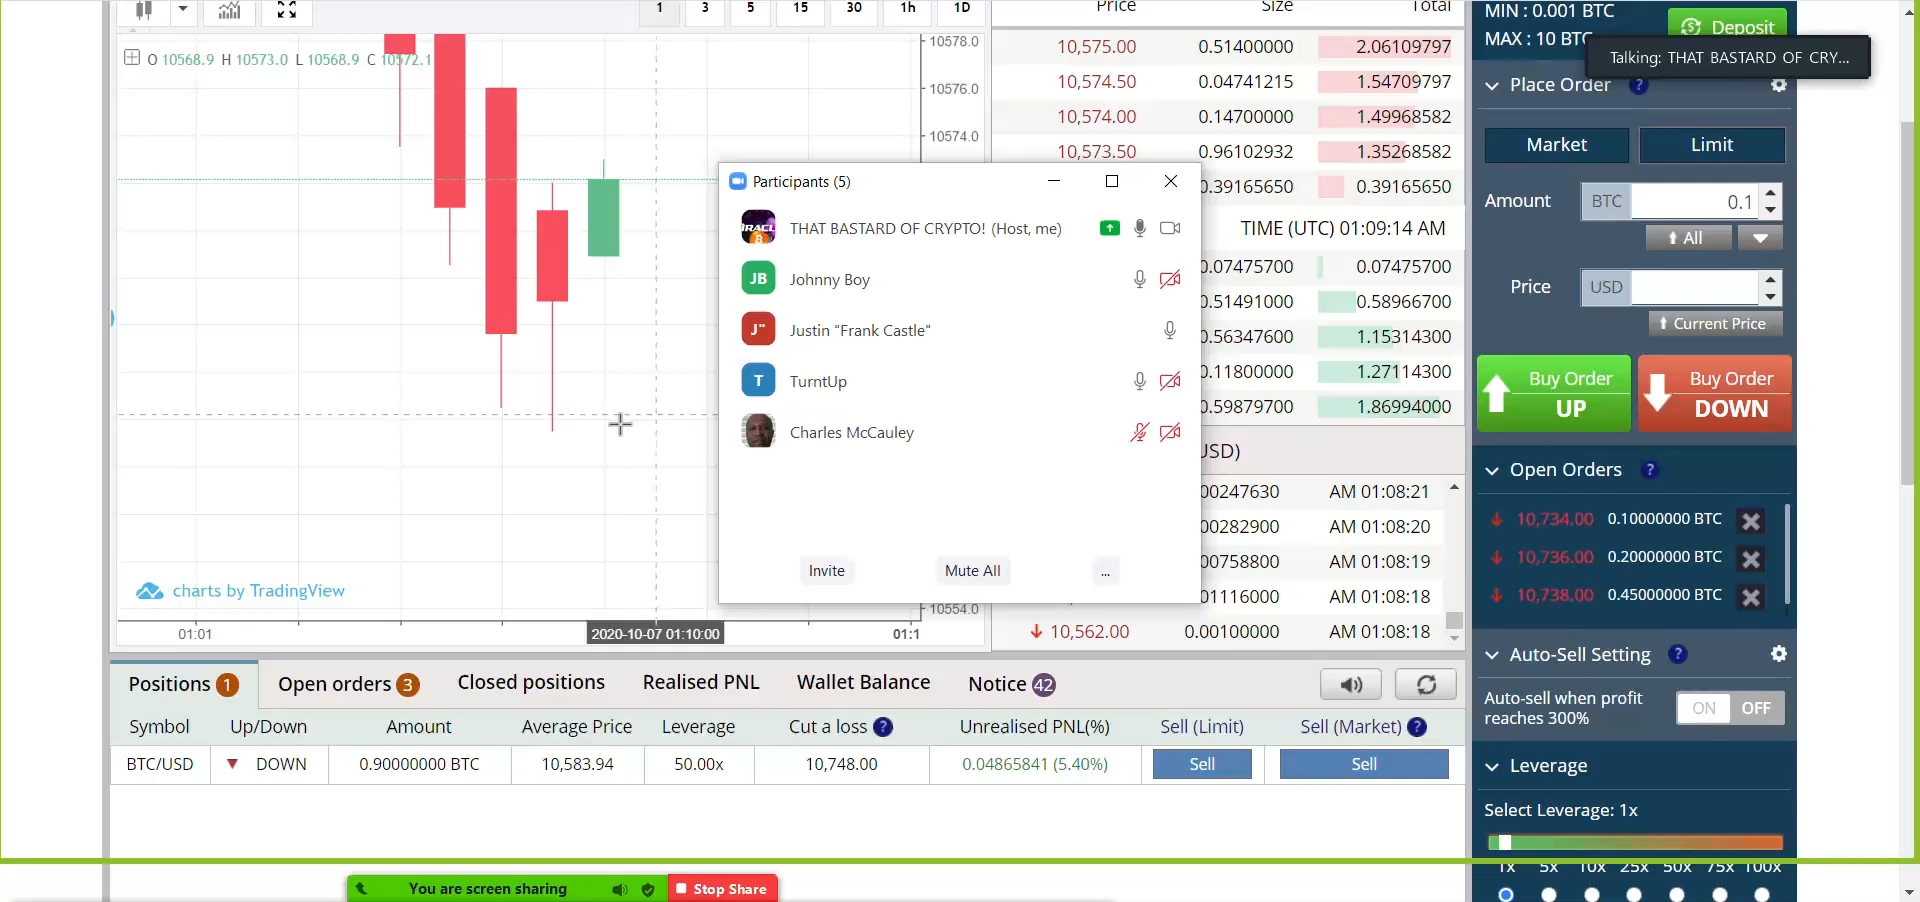 1 3 5 15 30 1h 1D
O 10568.9 H 10573.0 L 10568.9 C 10572.1
10578.0
10576.0
10574.0
10554.0
charts by TradingView
01:01
2020-10-07 01:10:00
01:1
Price Size Total
10,575.00 0.51400000 2.06109797
10,574.50 0.04741215 1.54709797
10,574.00 0.14700000 1.49968582
10,573.50 0.96102932 1.35268582
0.39165650 0.39165650
TIME (UTC) 01:09:14 AM
0.07475700 0.07475700
0.51491000 0.58966700
0.56347600 1.15314300
0.11800000 1.27114300
0.59879700 1.86994000
USD)
00247630 AM 01:08:21
00282900 AM 01:08:20
00758800 AM 01:08:19
01116000 AM 01:08:18
10,562.00 0.00100000 AM 01:08:18
Participants (5)
THAT BASTARD OF CRYPTO! (Host, me)
JB Johnny Boy
J" Justin "Frank Castle"
T TurntUp
Charles McCauley
Invite Mute All ...
MIN : 0.001 BTC
MAX : 10 BTC
Deposit
Talking: THAT BASTARD OF CRY...
Place Order ?
Market Limit
Amount BTC 0.1
All
Price USD
Current Price
Buy Order UP
Buy Order DOWN
Open Orders ?
10,734.00 0.10000000 BTC
10,736.00 0.20000000 BTC
10,738.00 0.45000000 BTC
Auto-Sell Setting ?
Auto-sell when profit
reaches 300%
ON OFF
Leverage
Select Leverage: 1x
1x 5x 10x 25x 50x 75x 100x
Positions 1 Open orders 3 Closed positions Realised PNL Wallet Balance Notice 42
Symbol Up/Down Amount Average Price Leverage Cut a loss ? Unrealised PNL(%) Sell (Limit) Sell (Market) ?
BTC/USD DOWN 0.90000000 BTC 10,583.94 50.00x 10,748.00 0.04865841 (5.40%) Sell Sell
You are screen sharing Stop Share